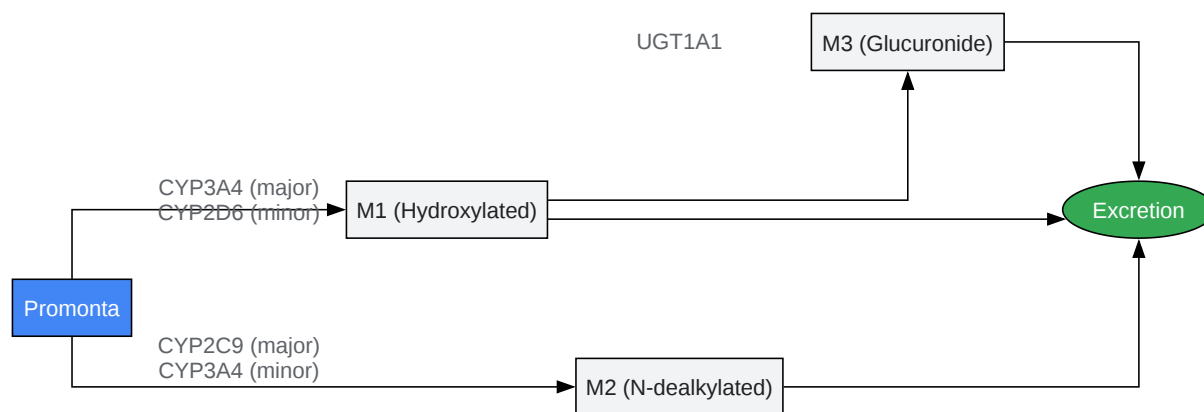 UGT1A1
M3 (Glucuronide)
CYP3A4 (major)
CYP2D6 (minor)
M1 (Hydroxylated)
Excretion
Promonta
CYP2C9 (major)
CYP3A4 (minor)
M2 (N-dealkylated)